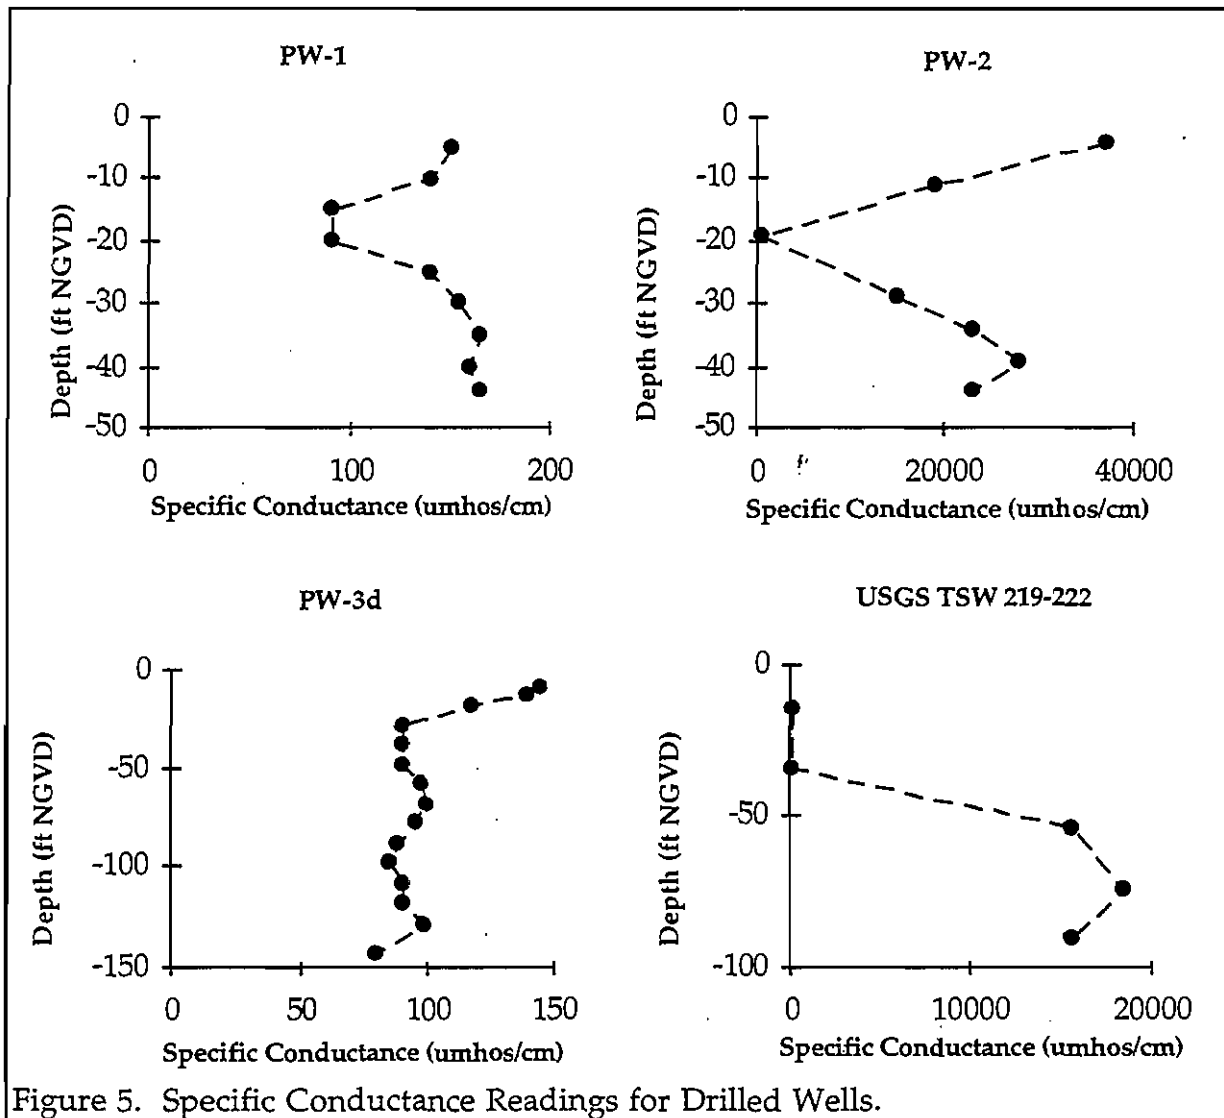 PW-1
0
-10
-20
-30
-40
-50
Depth (ft NGVD)
0 100 200
Specific Conductance (umhos/cm)
PW-2
0
-10
-20
-30
-40
-50
Depth (ft NGVD)
0 20000 40000
Specific Conductance (umhos/cm)
PW-3d
0
-50
-100
-150
Depth (ft NGVD)
0 50 100 150
Specific Conductance (umhos/cm)
USGS TSW 219-222
0
-50
-100
Depth (ft NGVD)
0 10000 20000
Specific Conductance (umhos/cm)
Figure 5. Specific Conductance Readings for Drilled Wells.